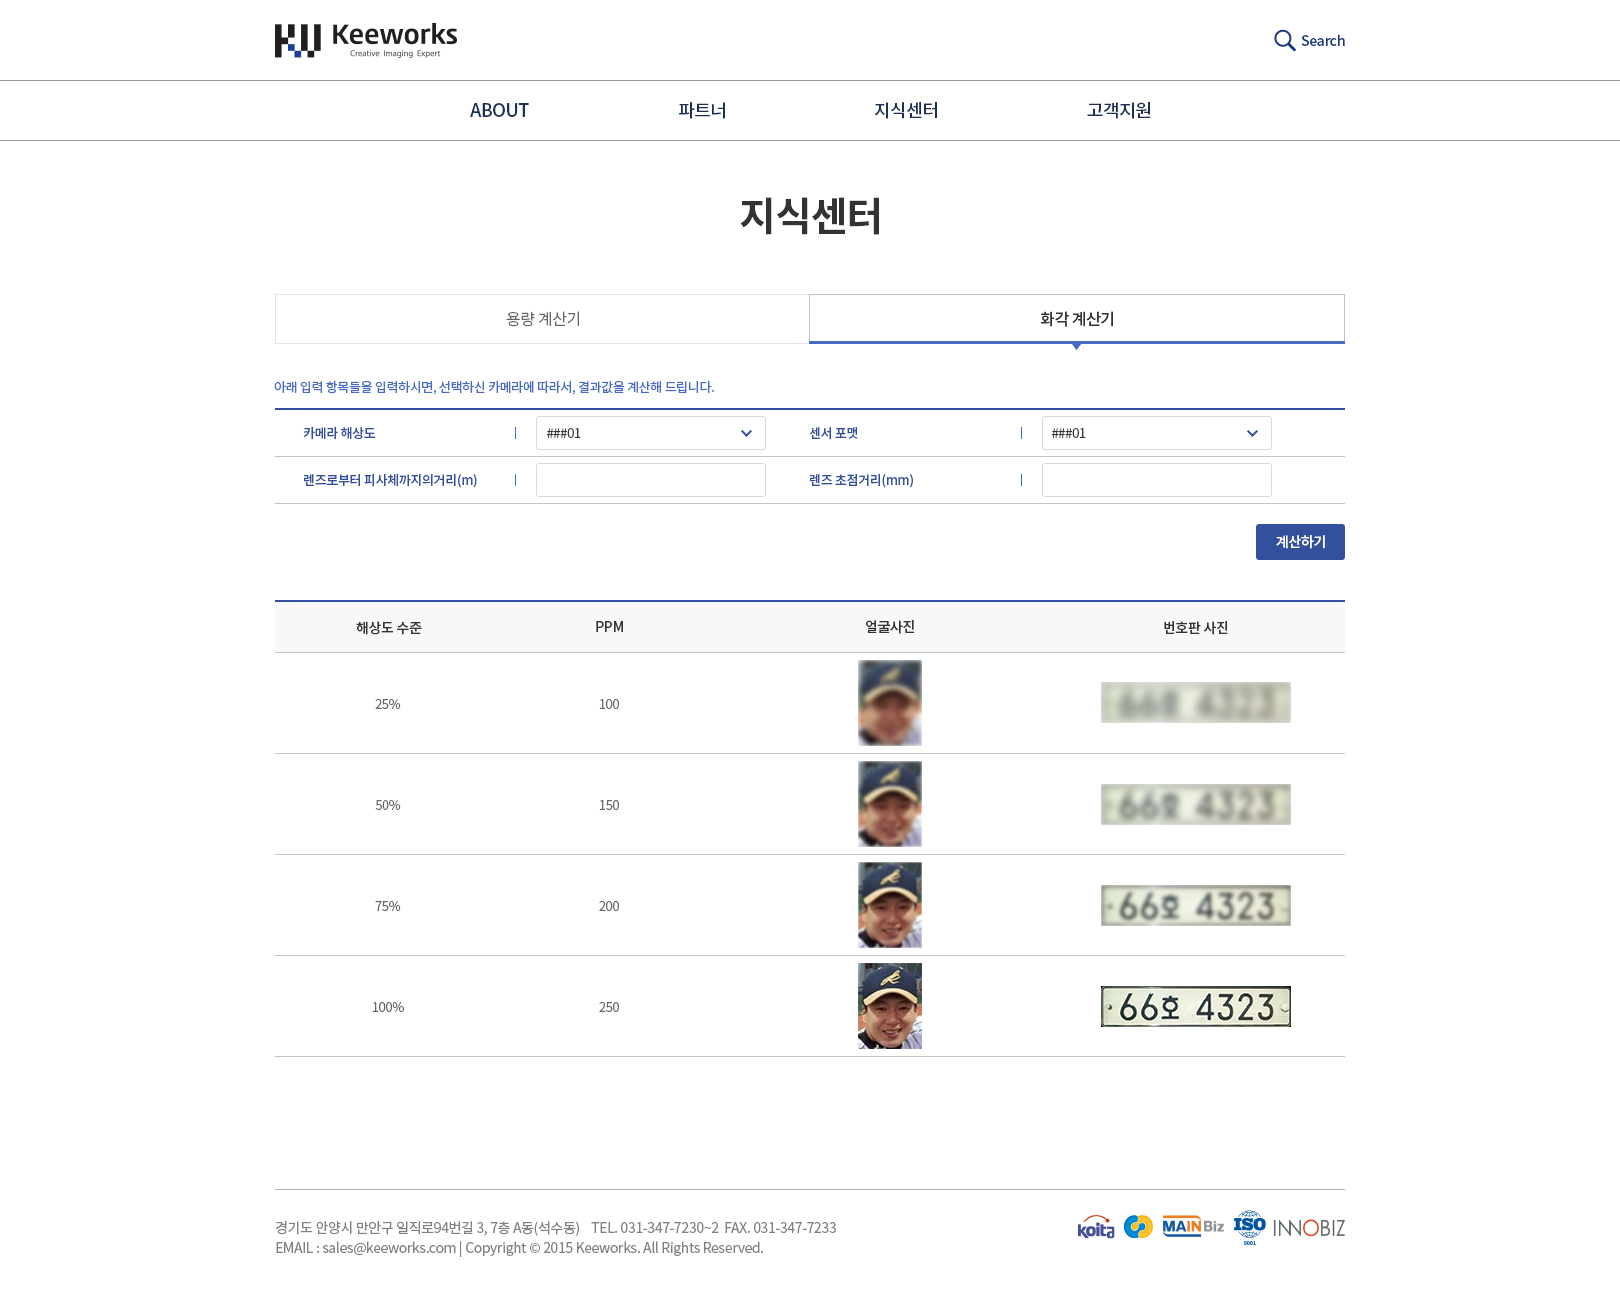 Keeworks
Creative Imaging Expert
Search
ABOUT 파트너 지식센터 고객지원
지식센터
용량 계산기 화각 계산기
아래 입력 항목들을 입력하시면, 선택하신 카메라에 따라서, 결과값을 계산해 드립니다.
카메라 해상도 | ###01 센서 포맷 | ###01
렌즈로부터 피사체까지의거리(m) | 렌즈 초점거리(mm) |
계산하기
해상도 수준 PPM 얼굴사진 번호판 사진
25% 100 66호 4323
50% 150 66호 4323
75% 200 66호 4323
100% 250 66호 4323
경기도 안양시 만안구 일직로94번길 3, 7층 A동(석수동) TEL. 031-347-7230~2 FAX. 031-347-7233
EMAIL : sales@keeworks.com | Copyright © 2015 Keeworks. All Rights Reserved.
koita MAINBiz ISO 9001 INNOBIZ